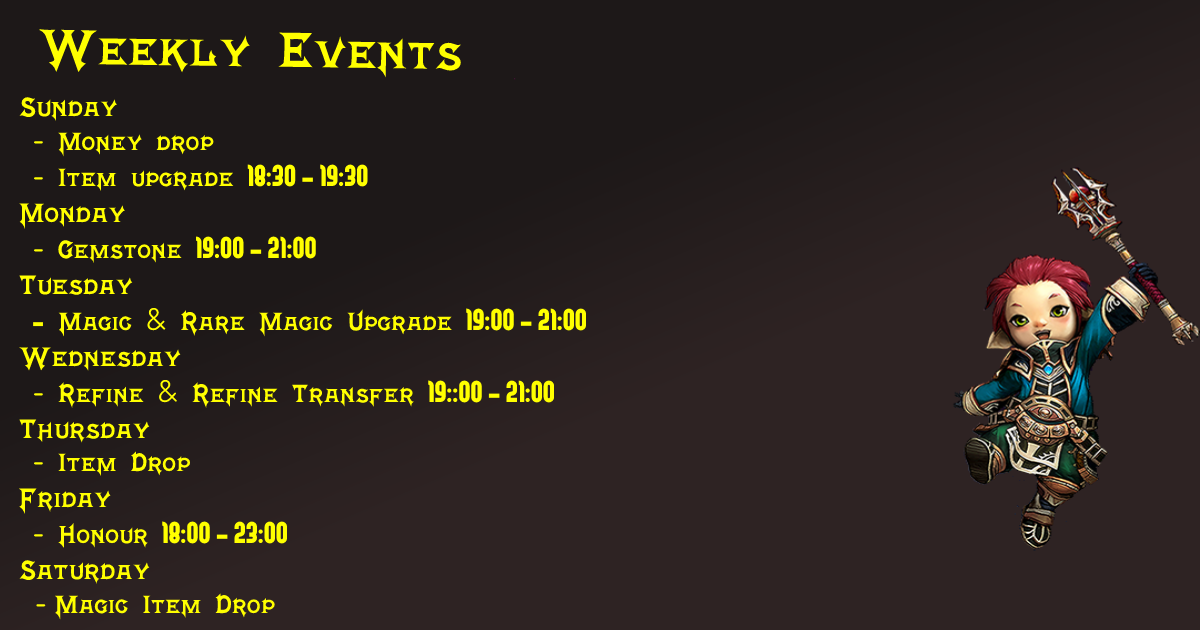 Weekly Events
Sunday
- Money drop
- Item upgrade 18:30 - 19:30
Monday
- Gemstone 19:00 - 21:00
Tuesday
- Magic & Rare Magic Upgrade 19:00 - 21:00
Wednesday
- Refine & Refine Transfer 19::00 - 21:00
Thursday
- Item Drop
Friday
- Honour 18:00 - 23:00
Saturday
- Magic Item Drop